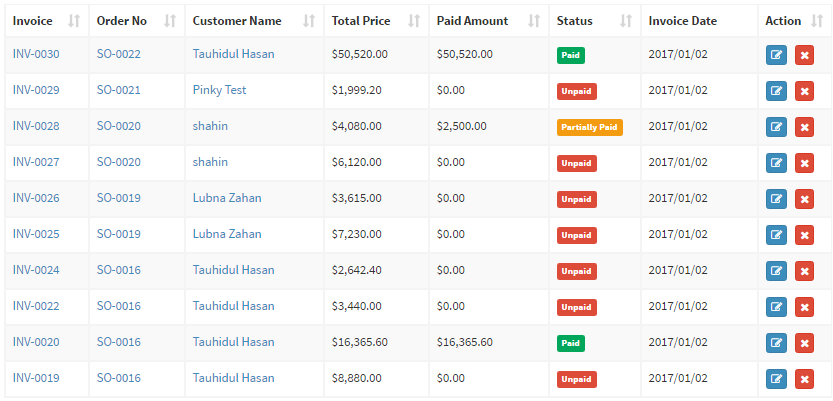 Invoice Order No Customer Name Total Price Paid Amount Status Invoice Date Action
INV-0030 SO-0022 Tauhidul Hasan $50,520.00 $50,520.00 Paid 2017/01/02
INV-0029 SO-0021 Pinky Test $1,999.20 $0.00 Unpaid 2017/01/02
INV-0028 SO-0020 shahin $4,080.00 $2,500.00 Partially Paid 2017/01/02
INV-0027 SO-0020 shahin $6,120.00 $0.00 Unpaid 2017/01/02
INV-0026 SO-0019 Lubna Zahan $3,615.00 $0.00 Unpaid 2017/01/02
INV-0025 SO-0019 Lubna Zahan $7,230.00 $0.00 Unpaid 2017/01/02
INV-0024 SO-0016 Tauhidul Hasan $2,642.40 $0.00 Unpaid 2017/01/02
INV-0022 SO-0016 Tauhidul Hasan $3,440.00 $0.00 Unpaid 2017/01/02
INV-0020 SO-0016 Tauhidul Hasan $16,365.60 $16,365.60 Paid 2017/01/02
INV-0019 SO-0016 Tauhidul Hasan $8,880.00 $0.00 Unpaid 2017/01/02